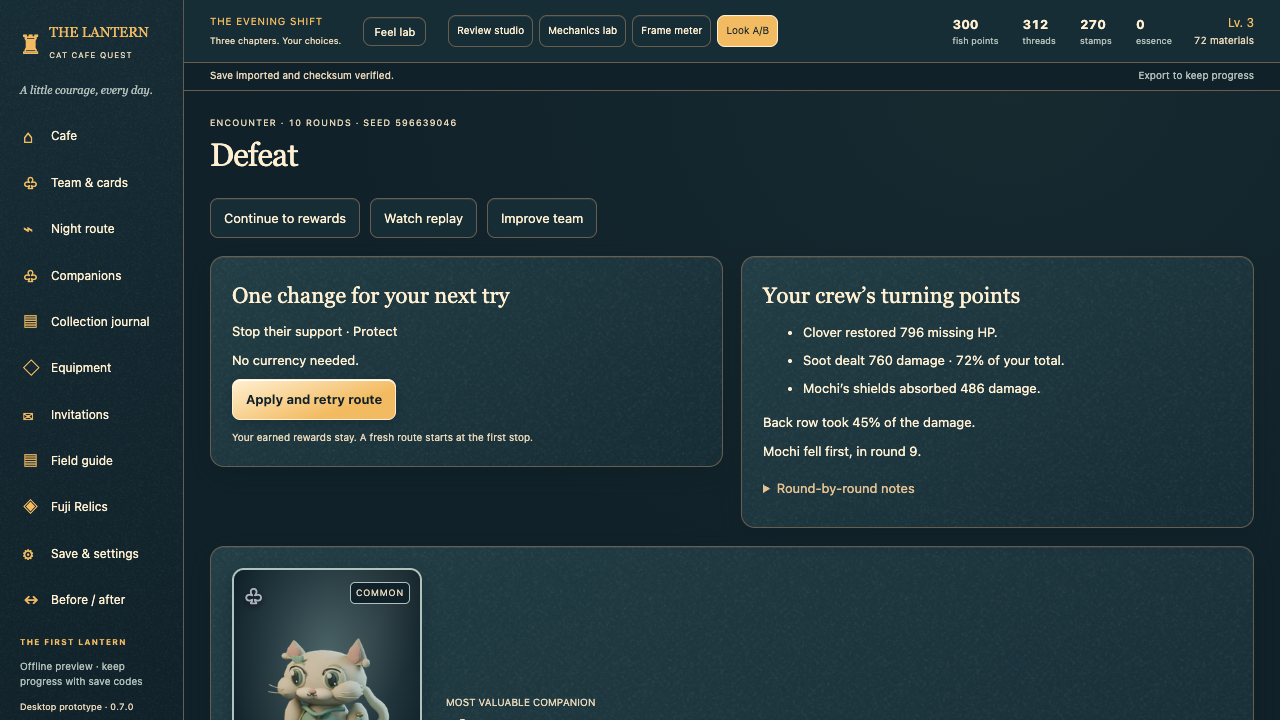 THE LANTERN
CAT CAFE QUEST
A little courage, every day.
Cafe
Team & cards
Night route
Companions
Collection journal
Equipment
Invitations
Field guide
Fuji Relics
Save & settings
Before / after
THE FIRST LANTERN
Offline preview · keep
progress with save codes
Desktop prototype · 0.7.0
THE EVENING SHIFT
Three chapters. Your choices.
Feel lab
Review studio
Mechanics lab
Frame meter
Look A/B
300
fish points
312
threads
270
stamps
0
essence
Lv. 3
72 materials
Save imported and checksum verified.
Export to keep progress
ENCOUNTER · 10 ROUNDS · SEED 596639046
Defeat
Continue to rewards
Watch replay
Improve team
One change for your next try
Stop their support · Protect
No currency needed.
Apply and retry route
Your earned rewards stay. A fresh route starts at the first stop.
Your crew’s turning points
• Clover restored 796 missing HP.
• Soot dealt 760 damage · 72% of your total.
• Mochi’s shields absorbed 486 damage.
Back row took 45% of the damage.
Mochi fell first, in round 9.
Round-by-round notes
COMMON
MOST VALUABLE COMPANION